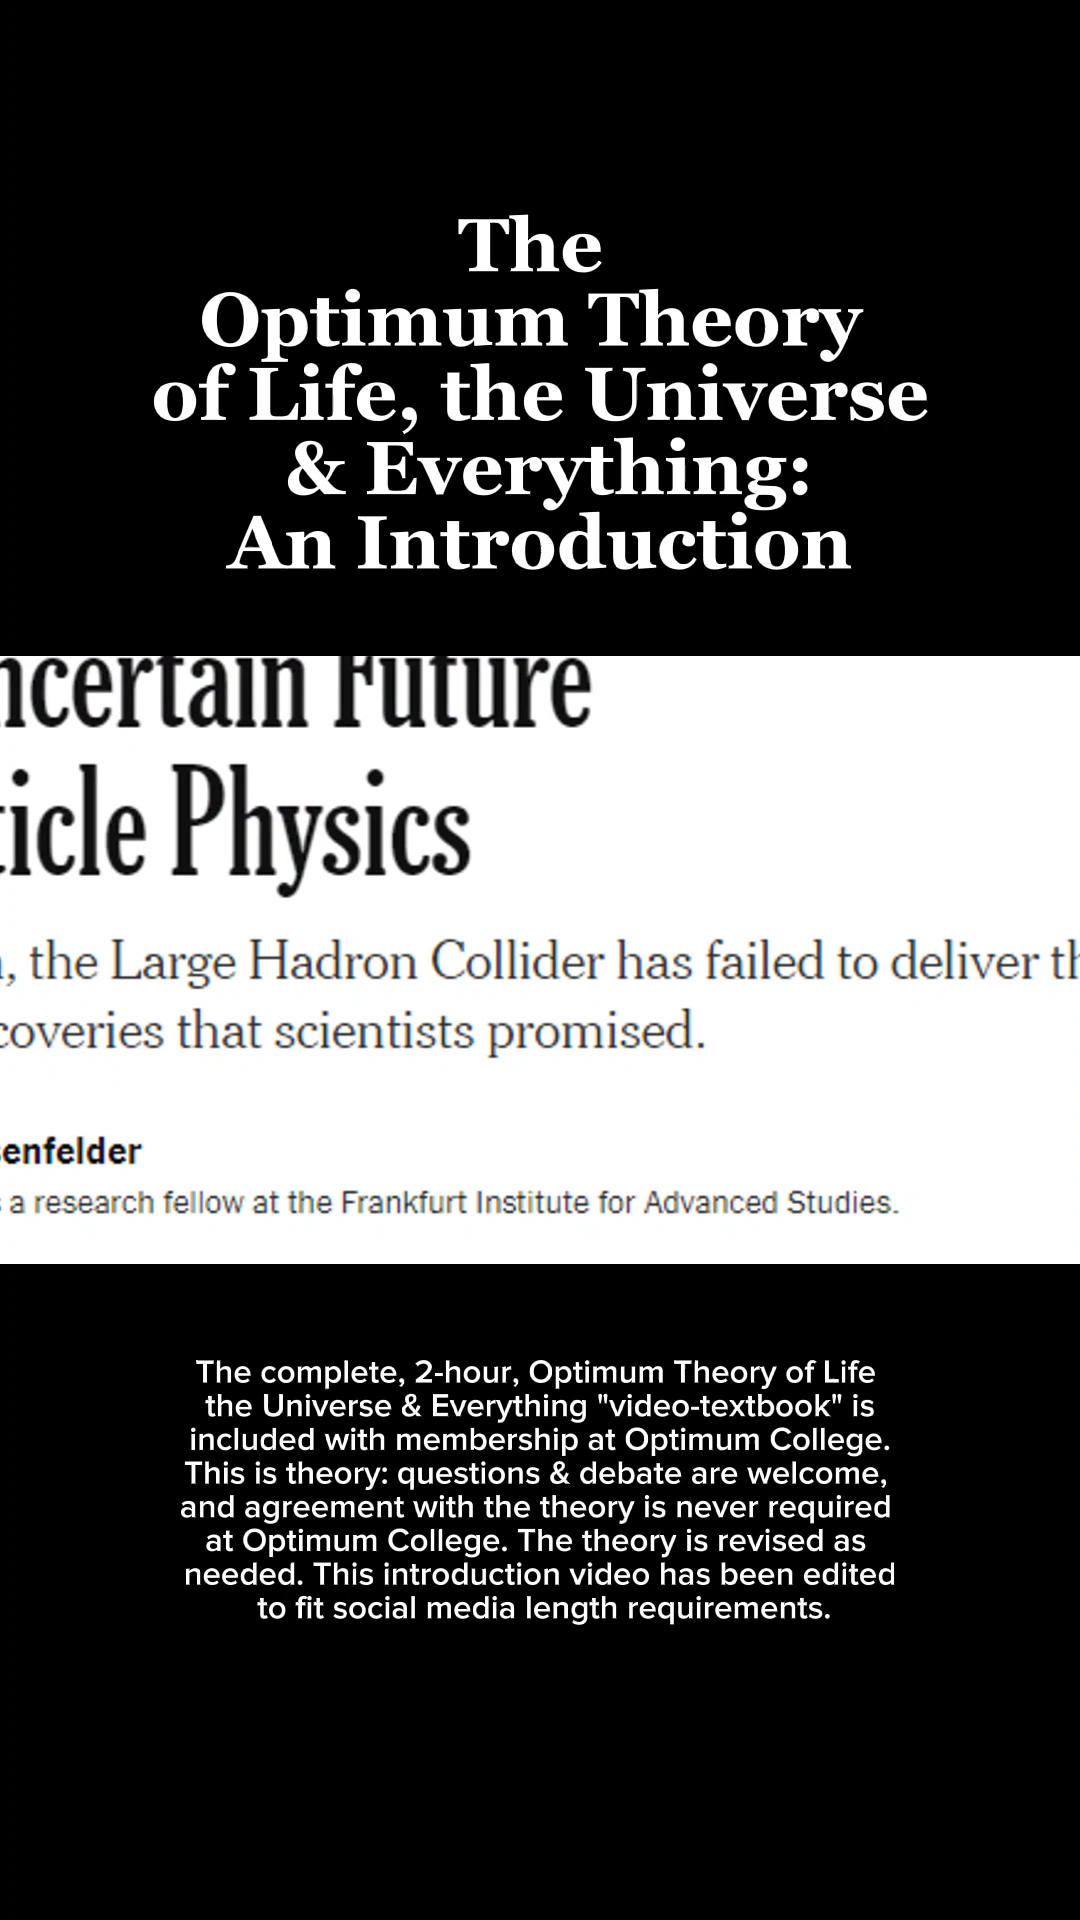 The
Optimum Theory
of Life, the Universe
& Everything:
An Introduction
ncertain Future
icle Physics
, the Large Hadron Collider has failed to deliver th
coveries that scientists promised.
senfelder
s a research fellow at the Frankfurt Institute for Advanced Studies.
The complete, 2-hour, Optimum Theory of Life
the Universe & Everything "video-textbook" is
included with membership at Optimum College.
This is theory: questions & debate are welcome,
and agreement with the theory is never required
at Optimum College. The theory is revised as
needed. This introduction video has been edited
to fit social media length requirements.